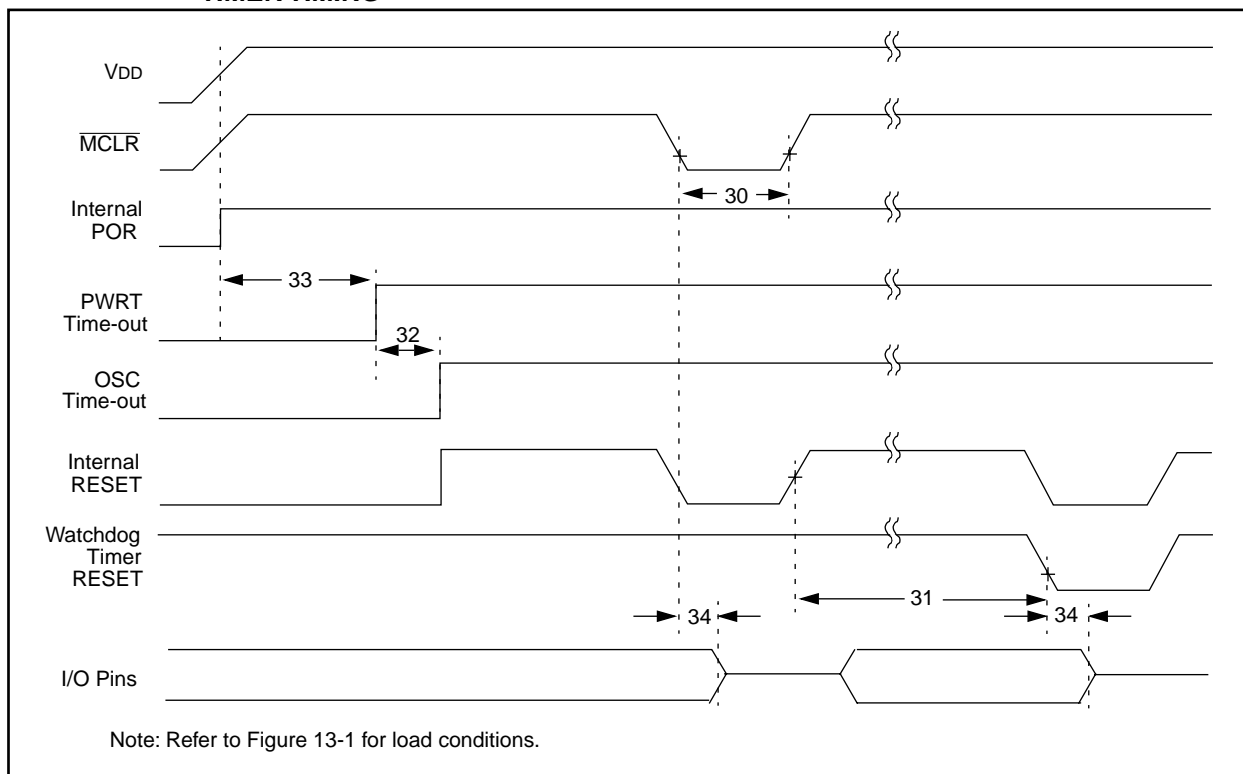 TIMER TIMING
VDD
MCLR
30
Internal
POR
33
PWRT
Time-out
32
OSC
Time-out
Internal
RESET
Watchdog
Timer
RESET
31
34
34
I/O Pins
Note: Refer to Figure 13-1 for load conditions.